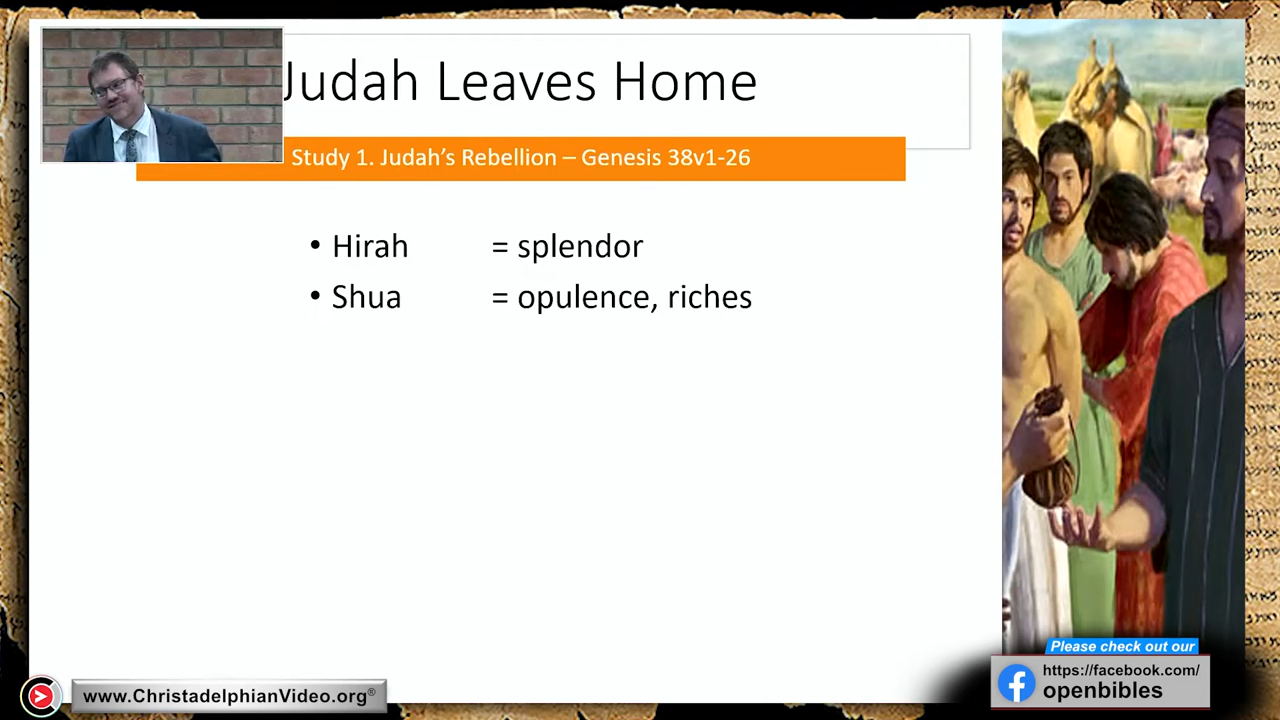 Judah Leaves Home
Study 1. Judah's Rebellion – Genesis 38v1-26
• Hirah = splendor
• Shua = opulence, riches
Please check out our
https://facebook.com/
openbibles
www.ChristadelphianVideo.org®